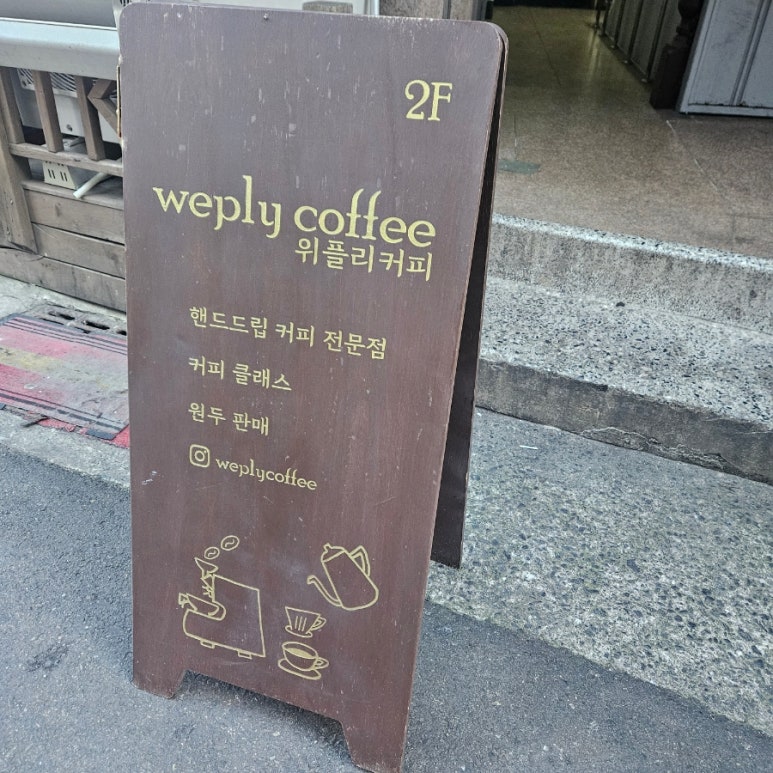 2F
weply coffee
위플리커피
핸드드립 커피 전문점
커피 클래스
원두 판매
weplycoffee